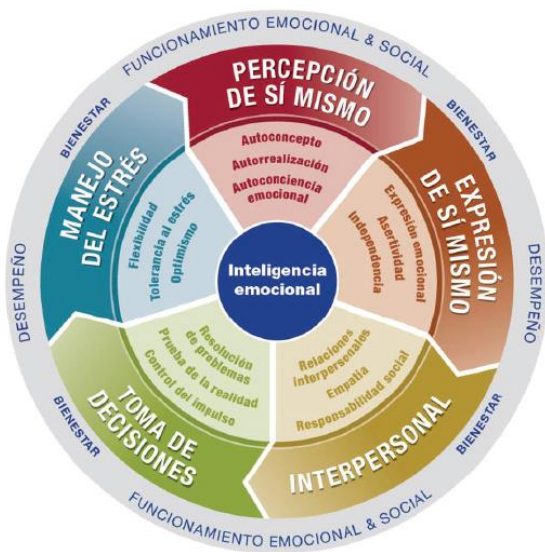 FUNCIONAMIENTO EMOCIONAL & SOCIAL
BIENESTAR
PERCEPCIÓN
DE SÍ MISMO
Autoconcepto
Autorrealización
Autoconciencia
emocional
BIENESTAR
EXPRESIÓN
DE SÍ MISMO
Expresión emocional
Asertividad
Independencia
DESEMPEÑO
INTERPERSONAL
Relaciones
interpersonales
Empatía
Responsabilidad social
BIENESTAR
TOMA DE
DECISIONES
Resolución
de problemas
Prueba de la realidad
Control del impulso
BIENESTAR
MANEJO
DEL ESTRÉS
Flexibilidad
Tolerancia al estrés
Optimismo
DESEMPEÑO
Inteligencia
emocional
FUNCIONAMIENTO EMOCIONAL & SOCIAL